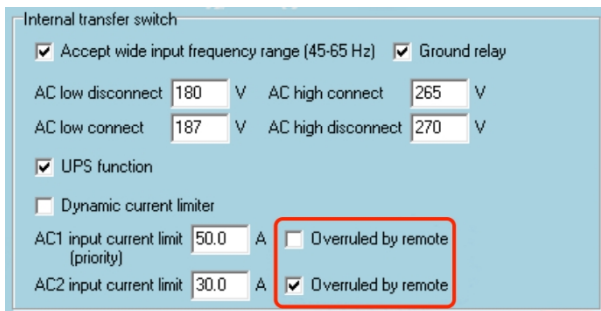 Internal transfer switch
Accept wide input frequency range (45-65 Hz) Ground relay
AC low disconnect 180 V AC high connect 265 V
AC low connect 187 V AC high disconnect 270 V
UPS function
Dynamic current limiter
AC1 input current limit 50.0 A Overruled by remote
(priority)
AC2 input current limit 30.0 A Overruled by remote